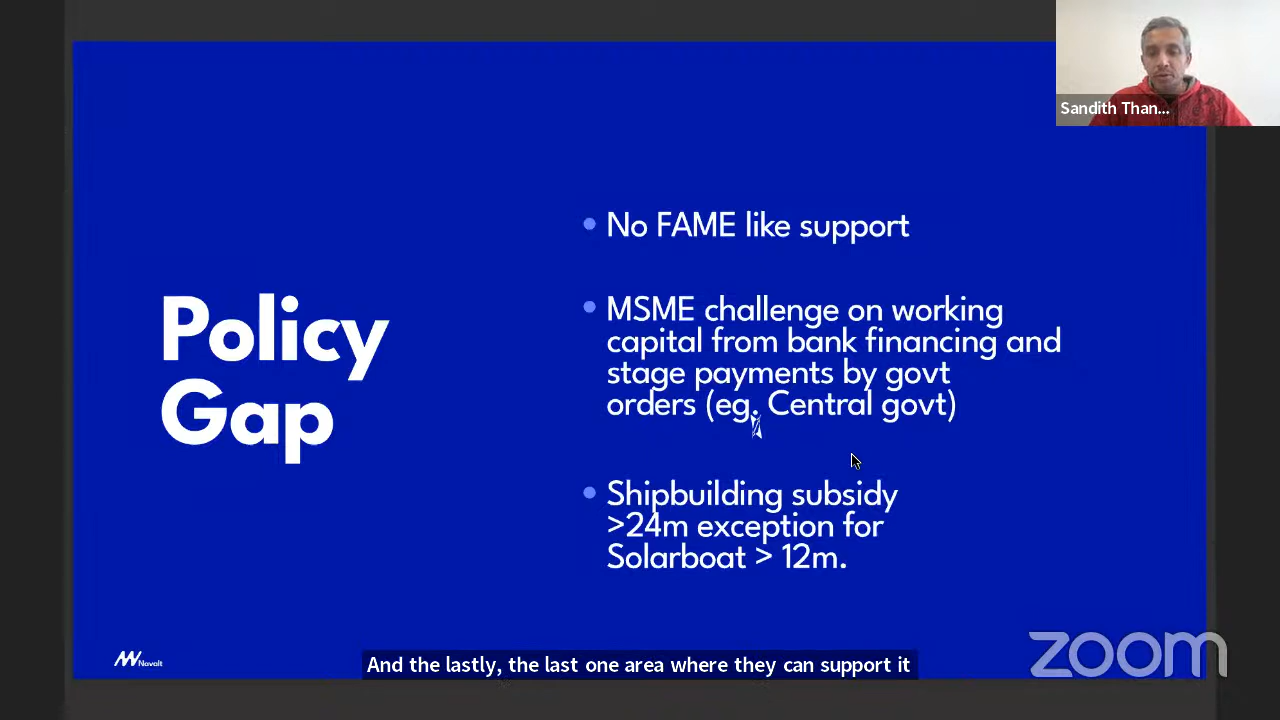 Sandith Than...
Policy
Gap
No FAME like support
MSME challenge on working
capital from bank financing and
stage payments by govt
orders (eg. Central govt)
Shipbuilding subsidy
>24m exception for
Solarboat > 12m.
Navalt
And the lastly, the last one area where they can support it
zoom